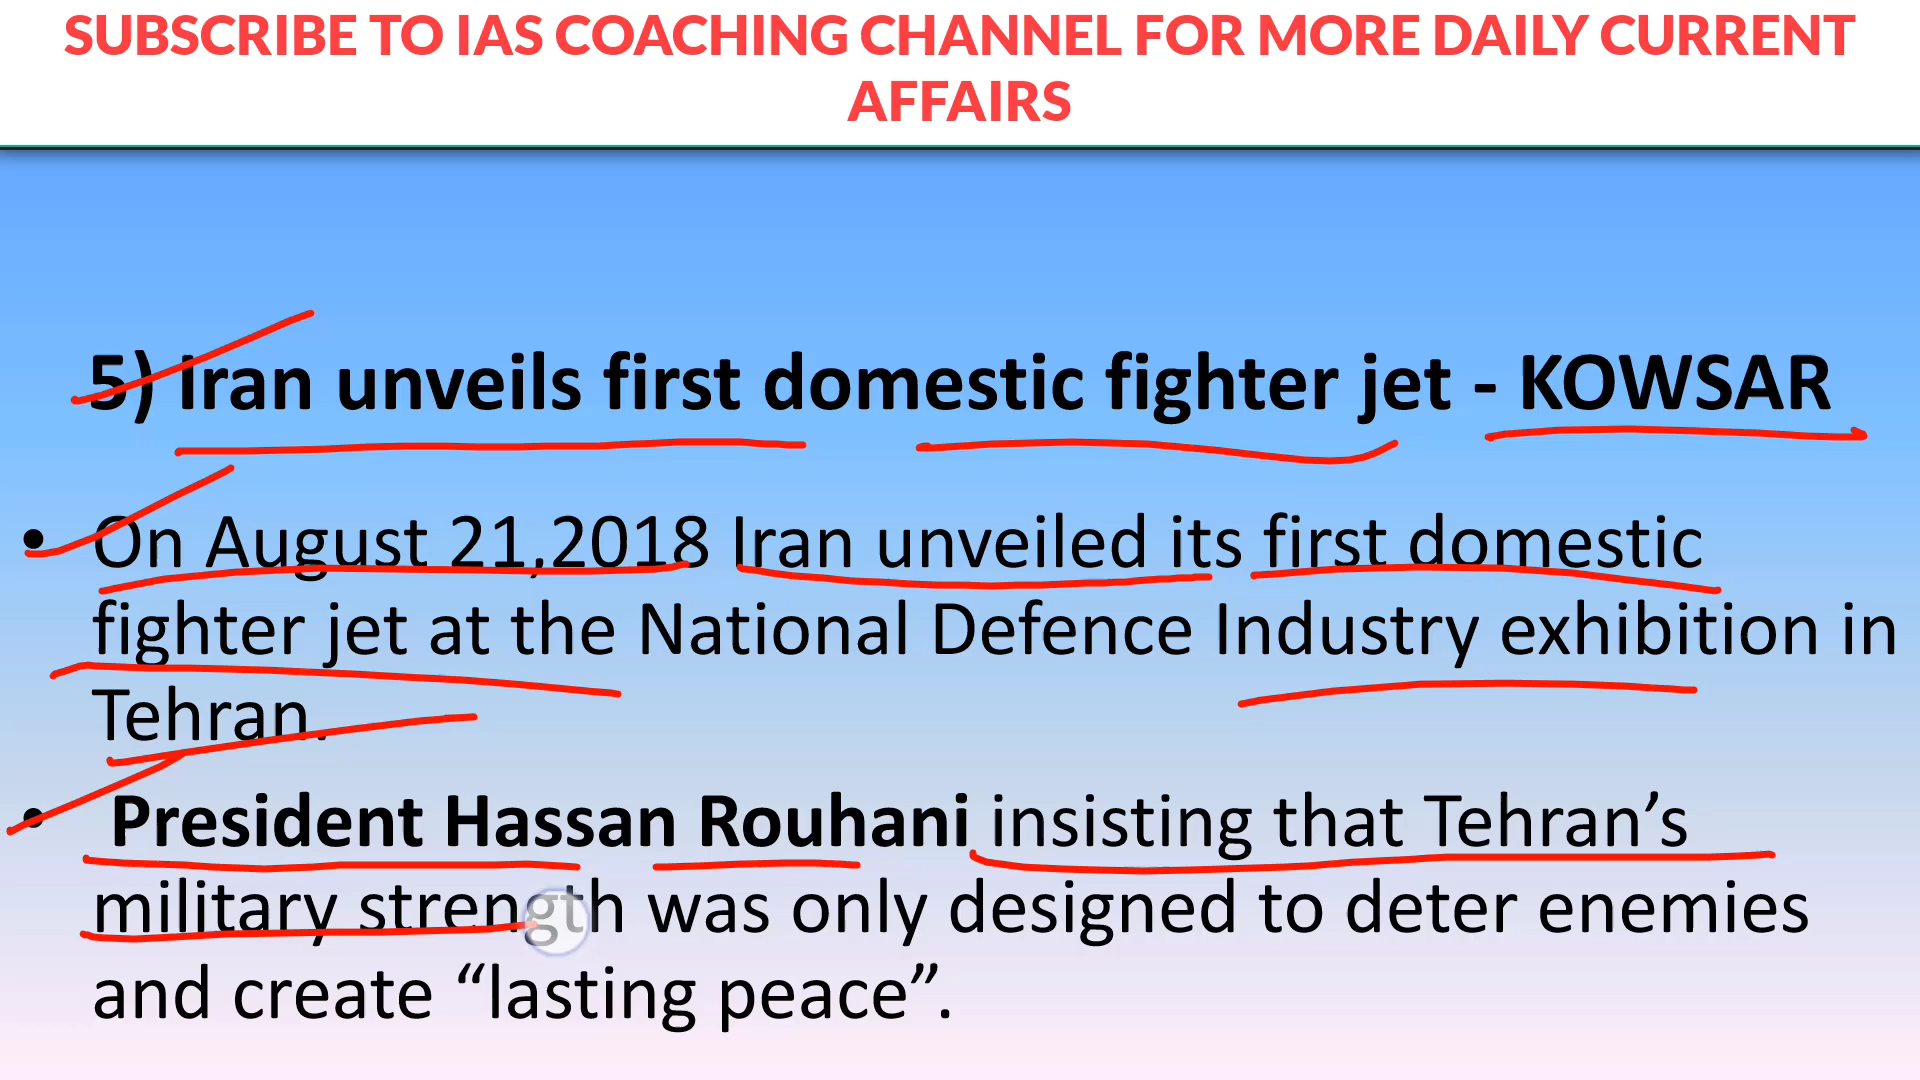 SUBSCRIBE TO IAS COACHING CHANNEL FOR MORE DAILY CURRENT
AFFAIRS
5) Iran unveils first domestic fighter jet - KOWSAR
• On August 21,2018 Iran unveiled its first domestic
fighter jet at the National Defence Industry exhibition in
Tehran.
• President Hassan Rouhani insisting that Tehran’s
military strength was only designed to deter enemies
and create “lasting peace”.